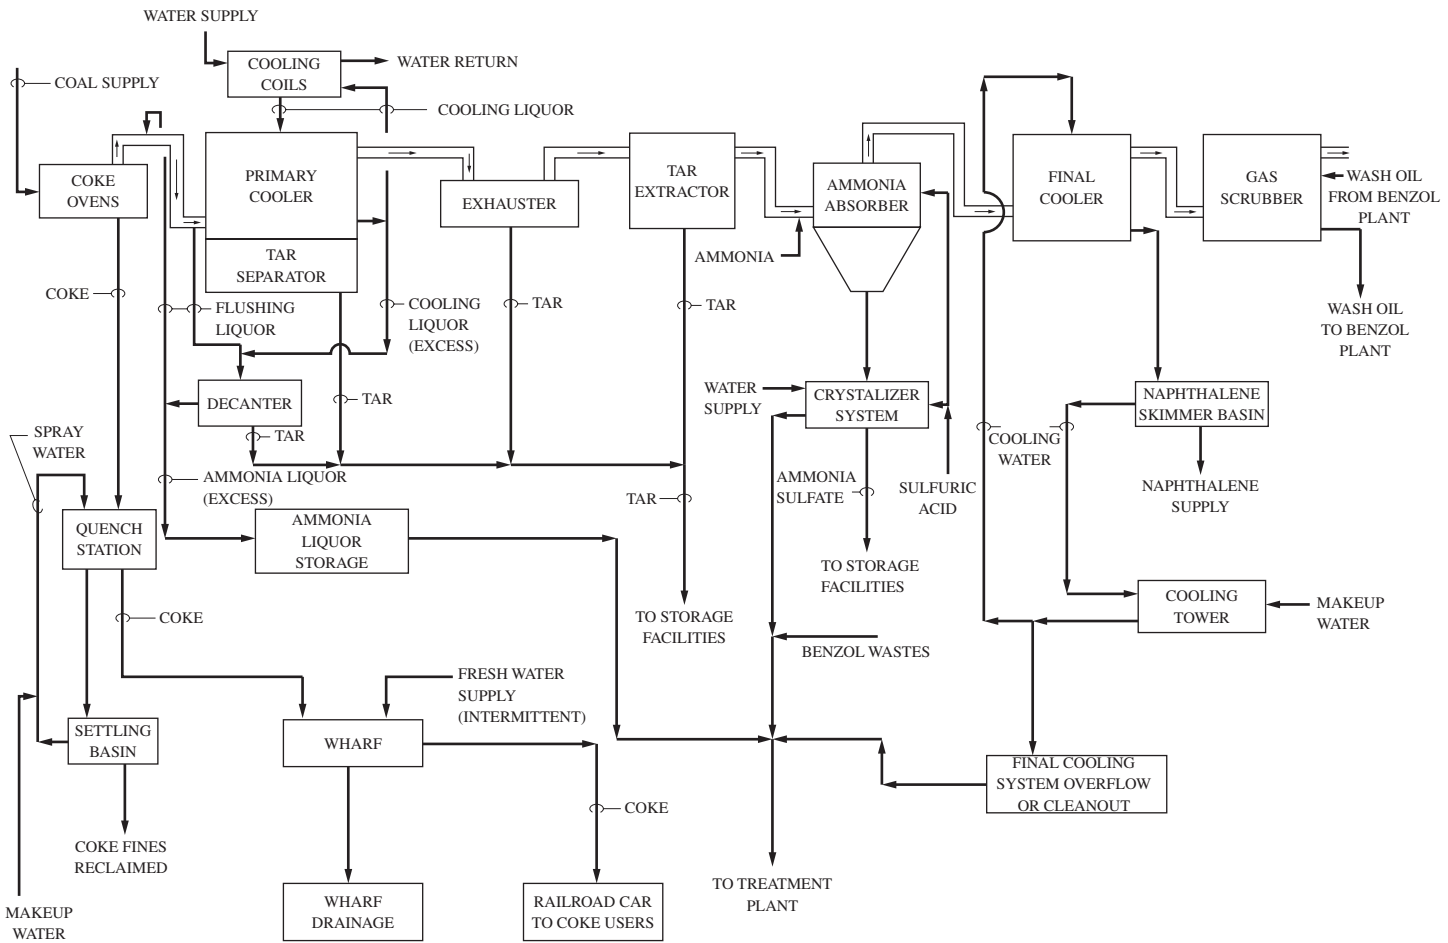 WATER SUPPLY
COOLING
COILS
WATER RETURN
COAL SUPPLY
COOLING LIQUOR
COKE
OVENS
PRIMARY
COOLER
TAR
SEPARATOR
EXHAUSTER
TAR
EXTRACTOR
AMMONIA
ABSORBER
AMMONIA
FINAL
COOLER
GAS
SCRUBBER
WASH OIL
FROM BENZOL
PLANT
WASH OIL
TO BENZOL
PLANT
COKE
FLUSHING
LIQUOR
COOLING
LIQUOR
(EXCESS)
TAR
TAR
DECANTER
TAR
TAR
WATER
SUPPLY
CRYSTALIZER
SYSTEM
NAPHTHALENE
SKIMMER BASIN
SPRAY
WATER
COOLING
WATER
AMMONIA LIQUOR
(EXCESS)
TAR
AMMONIA
SULFATE
SULFURIC
ACID
NAPHTHALENE
SUPPLY
QUENCH
STATION
AMMONIA
LIQUOR
STORAGE
TO STORAGE
FACILITIES
COOLING
TOWER
MAKEUP
WATER
COKE
TO STORAGE
FACILITIES
BENZOL WASTES
FRESH WATER
SUPPLY
(INTERMITTENT)
SETTLING
BASIN
WHARF
FINAL COOLING
SYSTEM OVERFLOW
OR CLEANOUT
COKE
COKE FINES
RECLAIMED
TO TREATMENT
PLANT
MAKEUP
WATER
WHARF
DRAINAGE
RAILROAD CAR
TO COKE USERS